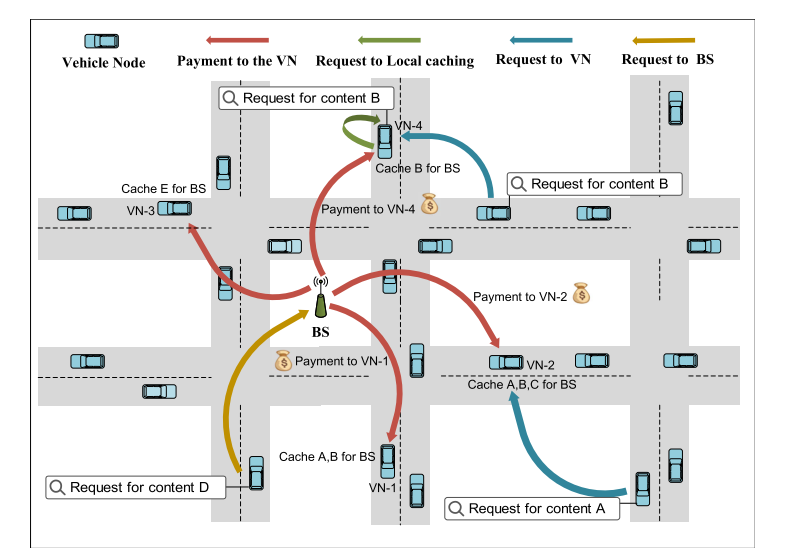 Vehicle Node
Payment to the VN
Request to Local caching
Request to VN
Request to BS
Request for content B
VN-4
Cache B for BS
Request for content B
Cache E for BS
VN-3
Payment to VN-4
Payment to VN-2
BS
Payment to VN-1
VN-2
Cache A,B,C for BS
Cache A,B for BS
VN-1
Request for content D
Request for content A